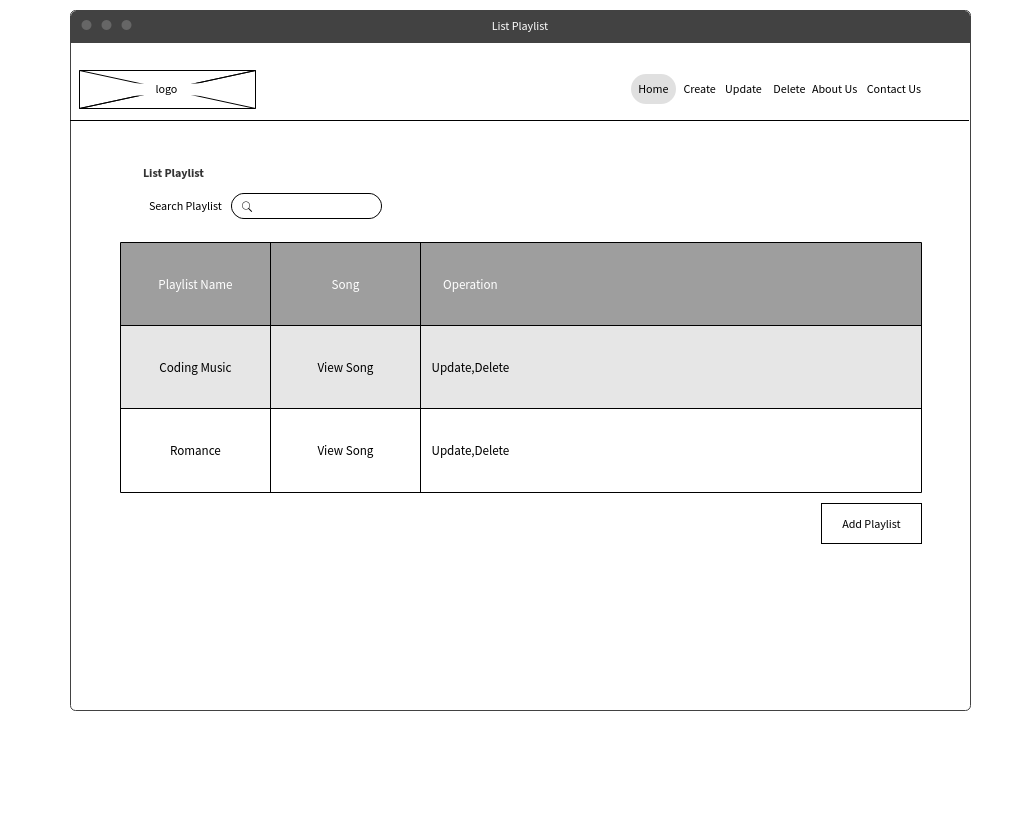 List Playlist
logo
Home Create Update Delete About Us Contact Us
List Playlist
Search Playlist
Playlist Name Song Operation
Coding Music View Song Update,Delete
Romance View Song Update,Delete
Add Playlist